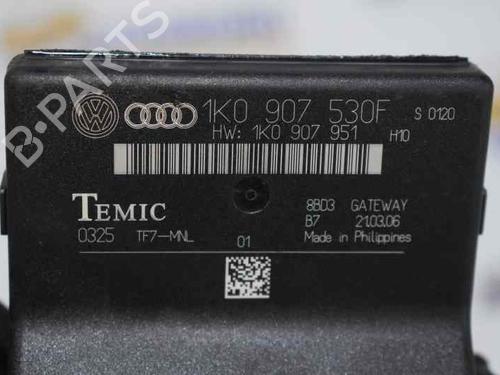 1K0 907 530F S 0120
HW: 1K0 907 951 H10
TEMIC
8BD3 GATEWAY
B7 21.03.06
0325 TF7-MNL 01
Made in Philippines
B-PARTS